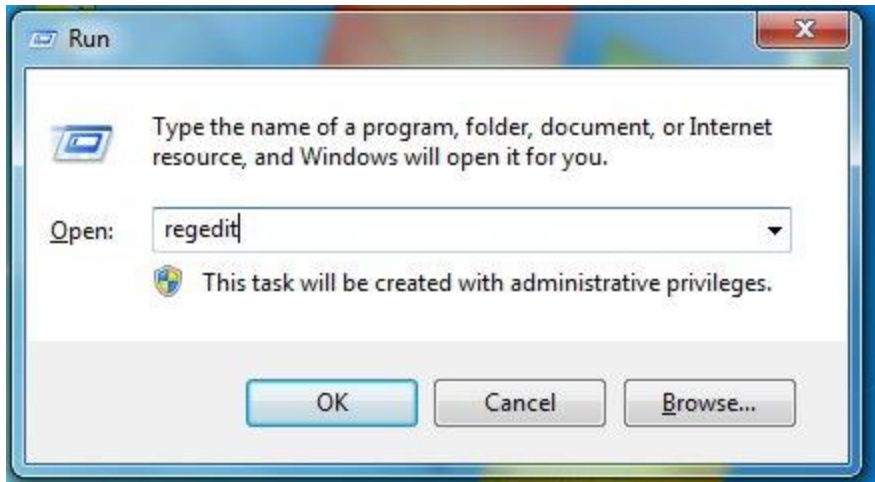 Run
Type the name of a program, folder, document, or Internet
resource, and Windows will open it for you.
Open: regedit
This task will be created with administrative privileges.
OK Cancel Browse...